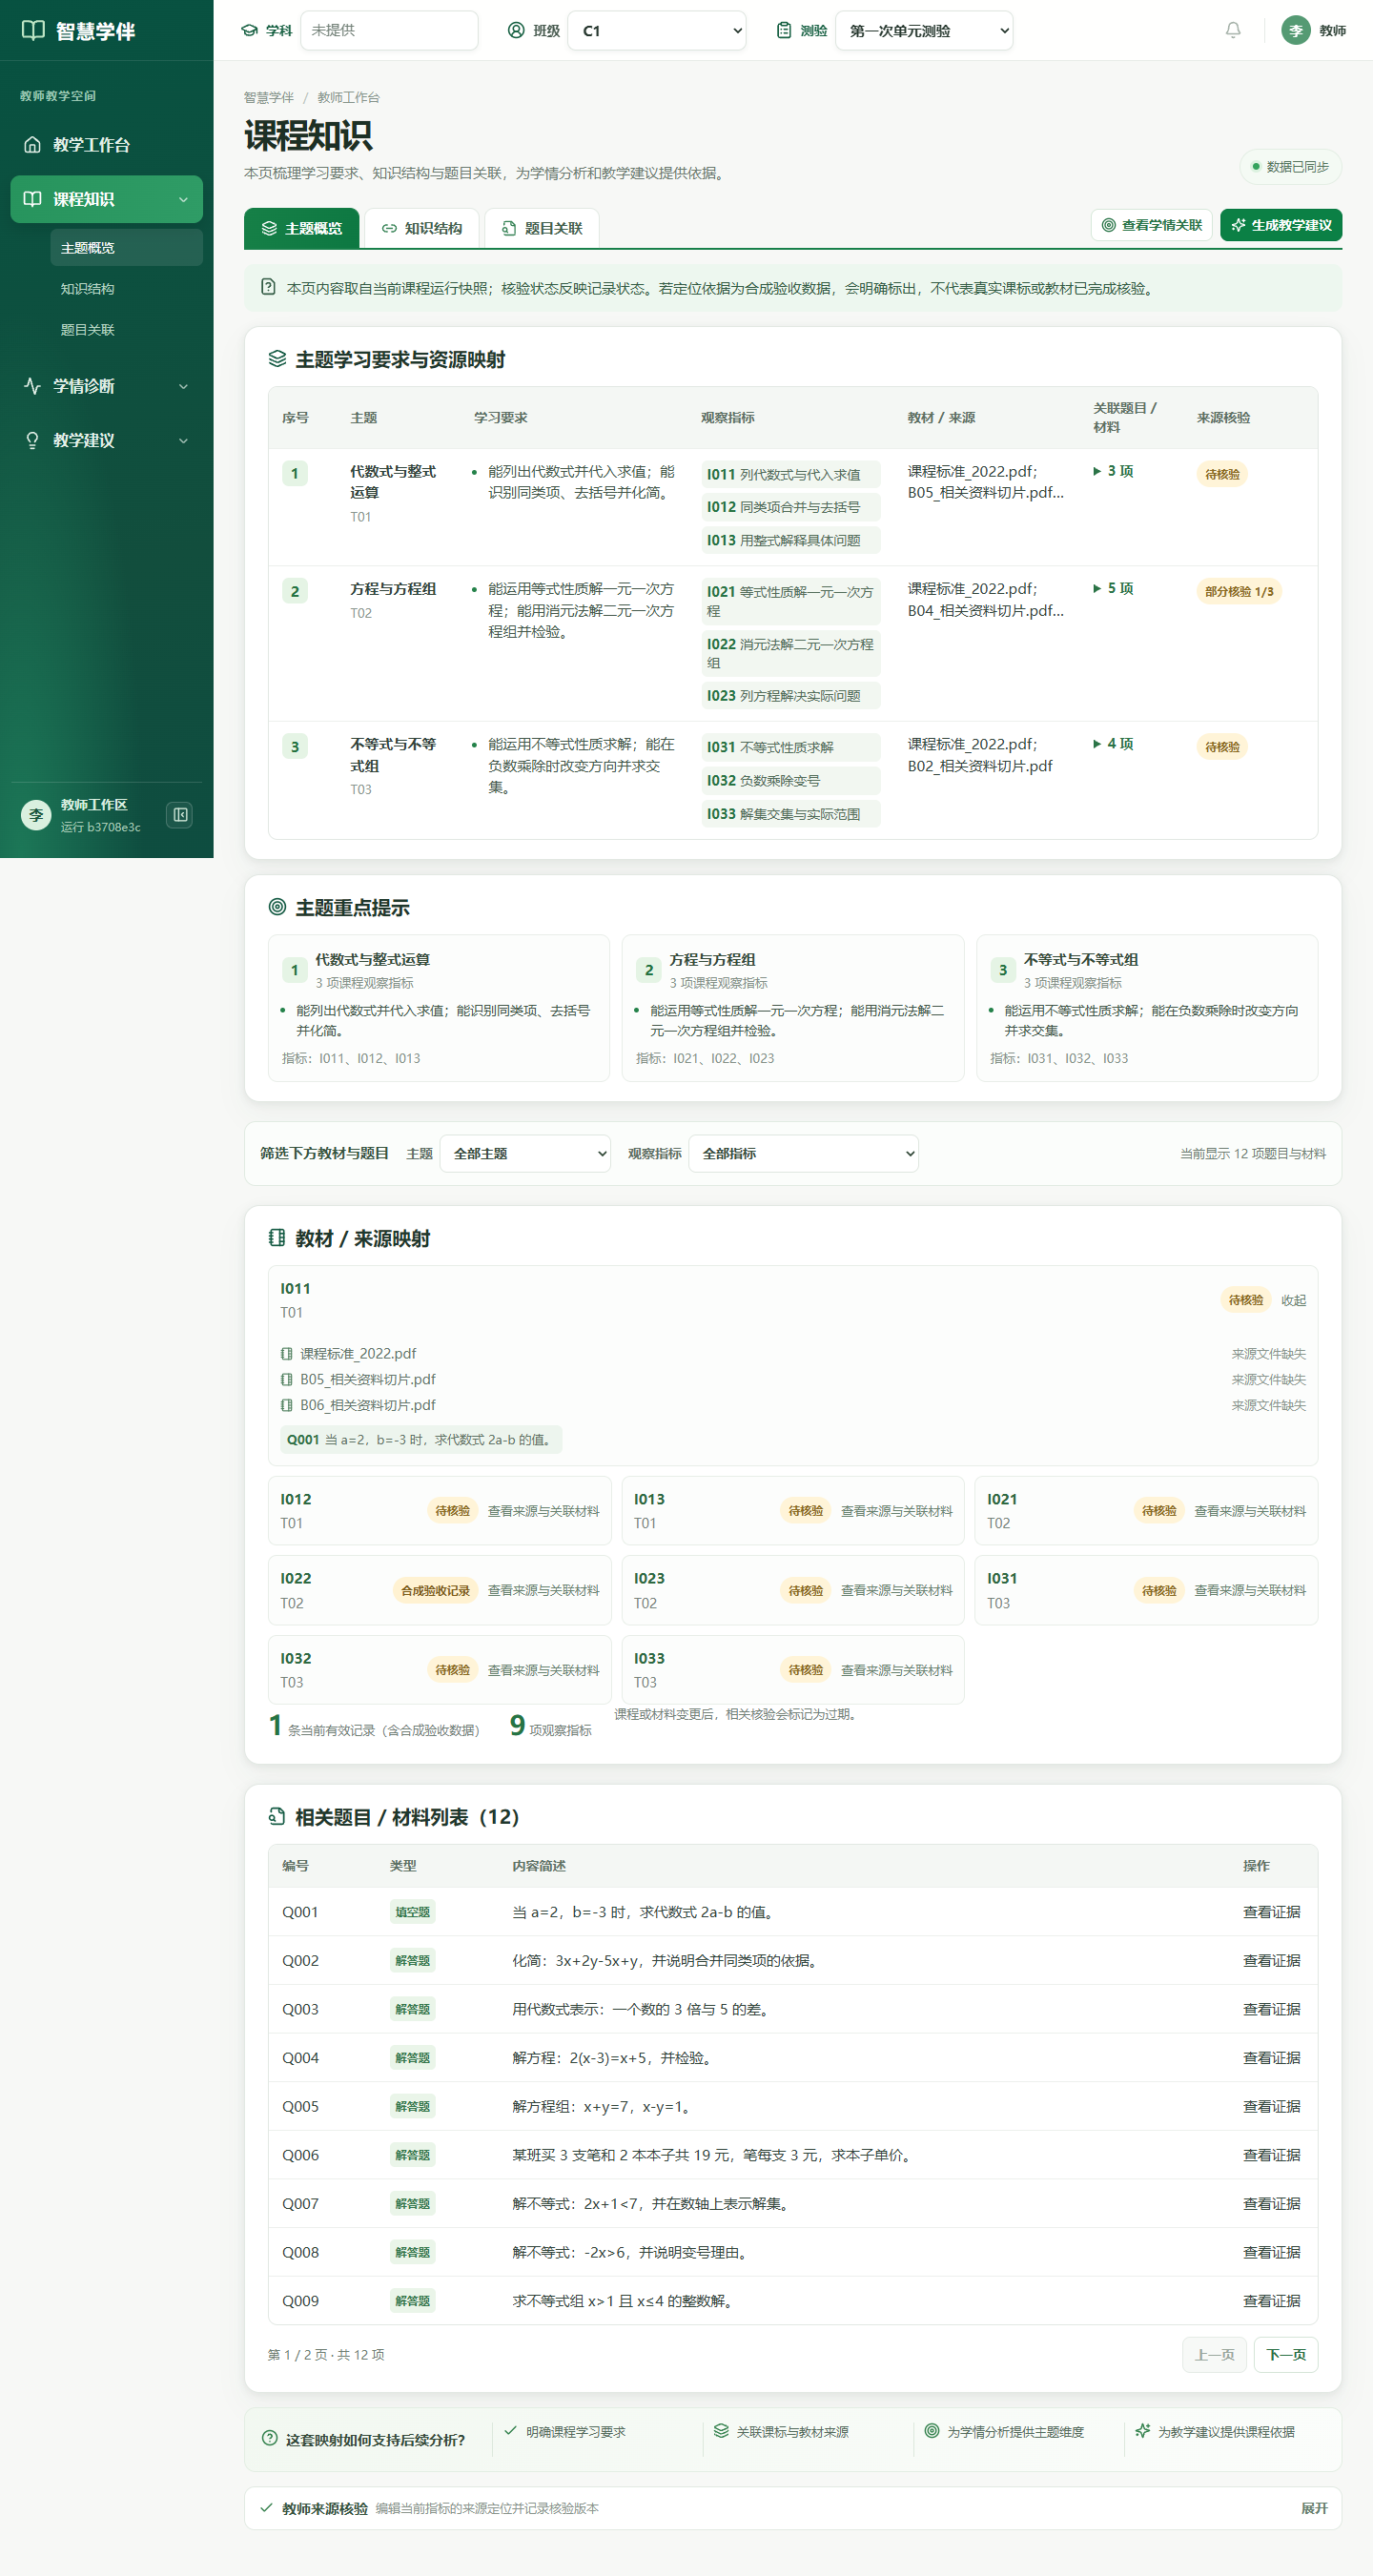 智慧学伴
学科
未提供
班级
C1
测验
第一次单元测验
李
教师
教师教学空间
教学工作台
课程知识
主题概览
知识结构
题目关联
学情诊断
教学建议
李
教师工作区
运行 b3708e3c
智慧学伴 / 教师工作台
课程知识
本页梳理学习要求、知识结构与题目关联，为学情分析和教学建议提供依据。
数据已同步
主题概览
知识结构
题目关联
查看学情关联
生成教学建议
本页内容取自当前课程运行快照；核验状态反映记录状态。若定位依据为合成验收数据，会明确标出，不代表真实课标或教材已完成核验。
主题学习要求与资源映射
序号
主题
学习要求
观察指标
教材 / 来源
关联题目 /
材料
来源核验
1
代数式与整式
运算
T01
能列出代数式并代入求值；能
识别同类项、去括号并化简。
I011 列代数式与代入求值
I012 同类项合并与去括号
I013 用整式解释具体问题
课程标准_2022.pdf；
B05_相关资料切片.pdf...
3 项
待核验
2
方程与方程组
T02
能运用等式性质解一元一次方
程；能用消元法解二元一次方
程组并检验。
I021 等式性质解一元一次方
程
I022 消元法解二元一次方程
组
I023 列方程解决实际问题
课程标准_2022.pdf；
B04_相关资料切片.pdf...
5 项
部分核验 1/3
3
不等式与不等
式组
T03
能运用不等式性质求解；能在
负数乘除时改变方向并求交
集。
I031 不等式性质求解
I032 负数乘除变号
I033 解集交集与实际范围
课程标准_2022.pdf；
B02_相关资料切片.pdf
4 项
待核验
主题重点提示
1
代数式与整式运算
3 项课程观察指标
能列出代数式并代入求值；能识别同类项、去括号
并化简。
指标：I011、I012、I013
2
方程与方程组
3 项课程观察指标
能运用等式性质解一元一次方程；能用消元法解二
元一次方程组并检验。
指标：I021、I022、I023
3
不等式与不等式组
3 项课程观察指标
能运用不等式性质求解；能在负数乘除时改变方向
并求交集。
指标：I031、I032、I033
筛选下方教材与题目
主题
全部主题
观察指标
全部指标
当前显示 12 项题目与材料
教材 / 来源映射
I011
T01
待核验
收起
课程标准_2022.pdf
来源文件缺失
B05_相关资料切片.pdf
来源文件缺失
B06_相关资料切片.pdf
来源文件缺失
Q001 当 a=2，b=-3 时，求代数式 2a-b 的值。
I012
T01
待核验
查看来源与关联材料
I013
T01
待核验
查看来源与关联材料
I021
T02
待核验
查看来源与关联材料
I022
T02
合成验收记录
查看来源与关联材料
I023
T02
待核验
查看来源与关联材料
I031
T03
待核验
查看来源与关联材料
I032
T03
待核验
查看来源与关联材料
I033
T03
待核验
查看来源与关联材料
1 条当前有效记录（含合成验收数据）
9 项观察指标
课程或材料变更后，相关核验会标记为过期。
相关题目 / 材料列表（12）
编号
类型
内容简述
操作
Q001
填空题
当 a=2，b=-3 时，求代数式 2a-b 的值。
查看证据
Q002
解答题
化简：3x+2y-5x+y，并说明合并同类项的依据。
查看证据
Q003
解答题
用代数式表示：一个数的 3 倍与 5 的差。
查看证据
Q004
解答题
解方程：2(x-3)=x+5，并检验。
查看证据
Q005
解答题
解方程组：x+y=7，x-y=1。
查看证据
Q006
解答题
某班买 3 支笔和 2 本本子共 19 元，笔每支 3 元，求本子单价。
查看证据
Q007
解答题
解不等式：2x+1<7，并在数轴上表示解集。
查看证据
Q008
解答题
解不等式：-2x>6，并说明变号理由。
查看证据
Q009
解答题
求不等式组 x>1 且 x≤4 的整数解。
查看证据
第 1 / 2 页 · 共 12 项
上一页
下一页
这套映射如何支持后续分析？
明确课程学习要求
关联课标与教材来源
为学情分析提供主题维度
为教学建议提供课程依据
教师来源核验 编辑当前指标的来源定位并记录核验版本
展开